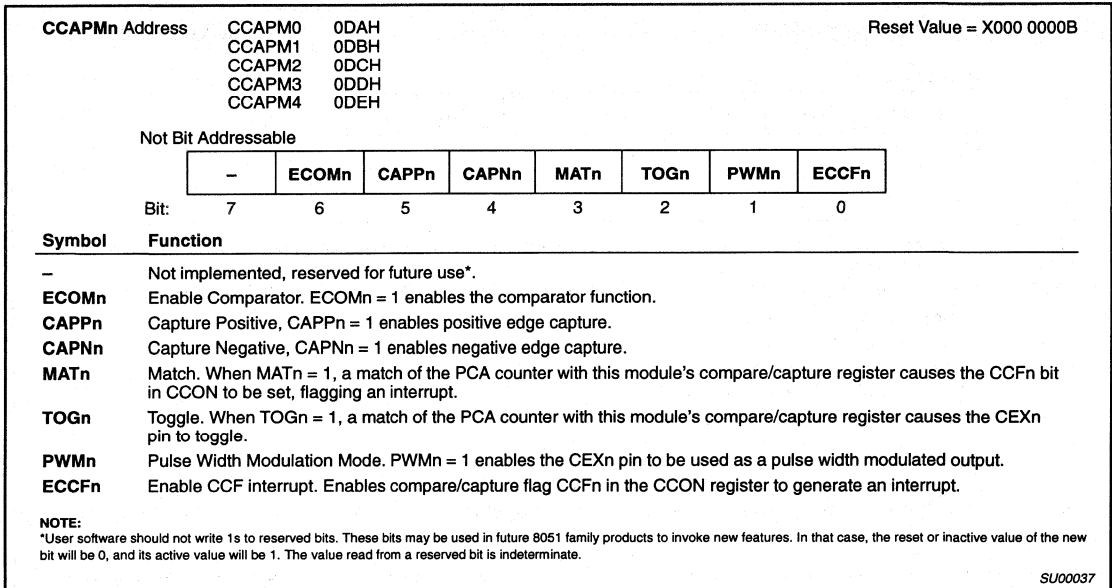 CCAPMn Address CCAPM0 0DAH Reset Value = X000 0000B
CCAPM1 0DBH
CCAPM2 0DCH
CCAPM3 0DDH
CCAPM4 0DEH
Not Bit Addressable
– ECOMn CAPPn CAPNn MATn TOGn PWMn ECCFn
Bit: 7 6 5 4 3 2 1 0
Symbol Function
– Not implemented, reserved for future use*.
ECOMn Enable Comparator. ECOMn = 1 enables the comparator function.
CAPPn Capture Positive, CAPPn = 1 enables positive edge capture.
CAPNn Capture Negative, CAPNn = 1 enables negative edge capture.
MATn Match. When MATn = 1, a match of the PCA counter with this module's compare/capture register causes the CCFn bit
in CCON to be set, flagging an interrupt.
TOGn Toggle. When TOGn = 1, a match of the PCA counter with this module's compare/capture register causes the CEXn
pin to toggle.
PWMn Pulse Width Modulation Mode. PWMn = 1 enables the CEXn pin to be used as a pulse width modulated output.
ECCFn Enable CCF interrupt. Enables compare/capture flag CCFn in the CCON register to generate an interrupt.
NOTE:
*User software should not write 1s to reserved bits. These bits may be used in future 8051 family products to invoke new features. In that case, the reset or inactive value of the new
bit will be 0, and its active value will be 1. The value read from a reserved bit is indeterminate.
SU00037